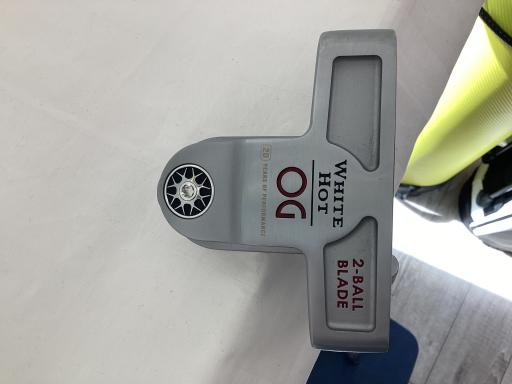 WHITE
HOT
OG
20 YEARS OF PERFORMANCE
2-BALL
BLADE